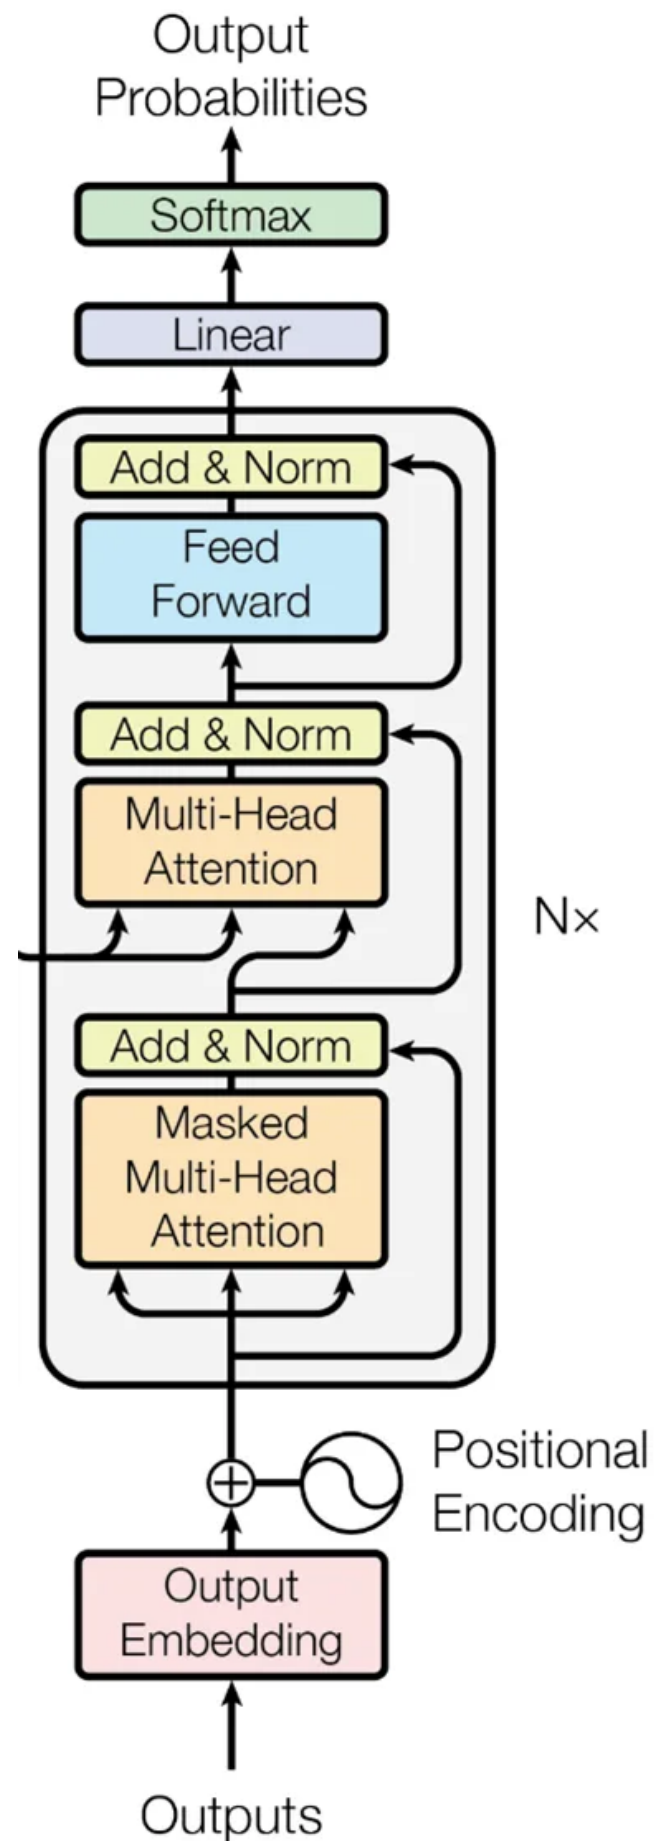 Output
Probabilities
Softmax
Linear
Add & Norm
Feed
Forward
Add & Norm
Multi-Head
Attention
N×
Add & Norm
Masked
Multi-Head
Attention
Positional
Encoding
Output
Embedding
Outputs